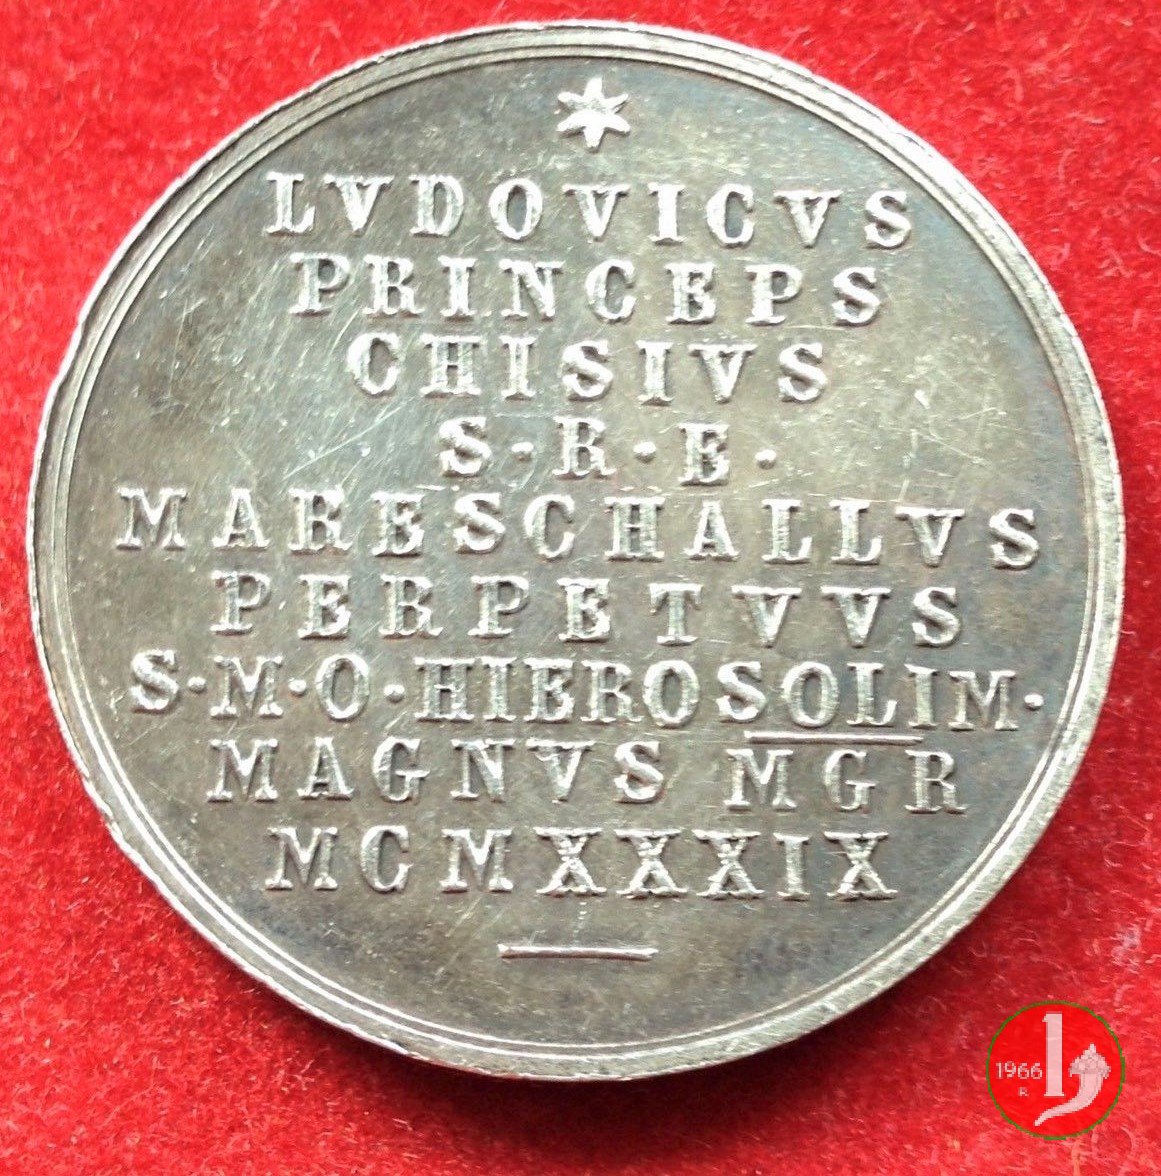 LVDOVICVS
PRINCEPS
CHISIVS
S·R·E·
MARESCHALLVS
PERPETVVS
S·M·O·HIEROSOLIM·
MAGNVS MGR
MCMXXXIX
1966
R